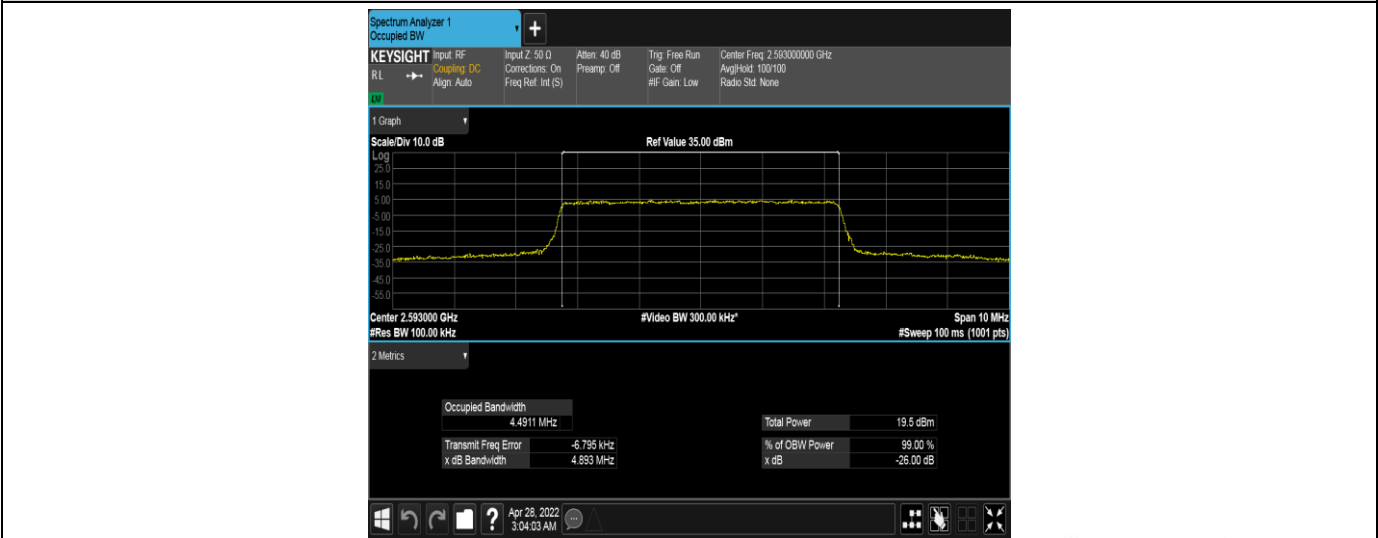 Spectrum Analyzer 1
Occupied BW
KEYSIGHT
R L
LXI
Input: RF
Coupling: DC
Align: Auto
Input Z: 50 Ω
Corrections: On
Freq Ref: Int (S)
Atten: 40 dB
Preamp: Off
Trig: Free Run
Gate: Off
#IF Gain: Low
Center Freq: 2.593000000 GHz
Avg|Hold: 100/100
Radio Std: None
1 Graph
Scale/Div 10.0 dB
Ref Value 35.00 dBm
Log
25.0
15.0
5.00
-5.00
-15.0
-25.0
-35.0
-45.0
-55.0
Center 2.593000 GHz
#Video BW 300.00 kHz*
Span 10 MHz
#Res BW 100.00 kHz
#Sweep 100 ms (1001 pts)
2 Metrics
Occupied Bandwidth
4.4911 MHz
Total Power 19.5 dBm
Transmit Freq Error -6.795 kHz
% of OBW Power 99.00 %
x dB Bandwidth 4.893 MHz
x dB -26.00 dB
?
Apr 28, 2022
3:04:03 AM